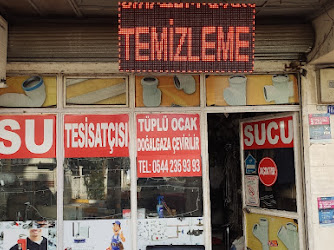 TEMİZLEME
SU
TESİSATÇISI
TÜPLÜ OCAK
DOĞALGAZA ÇEVİRİLİR
TEL: 0544 235 93 93
SUCU